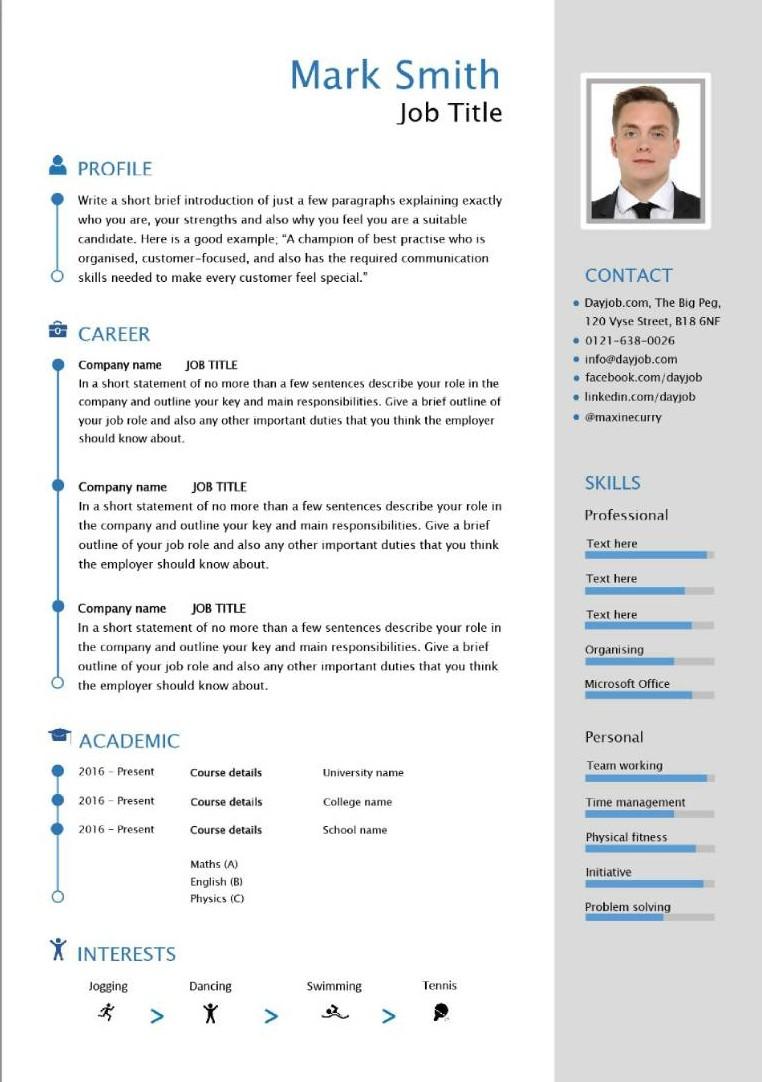 Mark Smith
Job Title
PROFILE
Write a short brief introduction of just a few paragraphs explaining exactly
who you are, your strengths and also why you feel you are a suitable
candidate. Here is a good example; “A champion of best practise who is
organised, customer-focused, and also has the required communication
skills needed to make every customer feel special.”
CAREER
Company name JOB TITLE
In a short statement of no more than a few sentences describe your role in the
company and outline your key and main responsibilities. Give a brief outline of
your job role and also any other important duties that you think the employer
should know about.
Company name JOB TITLE
In a short statement of no more than a few sentences describe your role in
the company and outline your key and main responsibilities. Give a brief
outline of your job role and also any other important duties that you think
the employer should know about.
Company name JOB TITLE
In a short statement of no more than a few sentences describe your role in
the company and outline your key and main responsibilities. Give a brief
outline of your job role and also any other important duties that you think
the employer should know about.
ACADEMIC
2016 – Present Course details University name
2016 – Present Course details College name
2016 – Present Course details School name
Maths (A)
English (B)
Physics (C)
INTERESTS
Jogging Dancing Swimming Tennis
> > >
CONTACT
Dayjob.com, The Big Peg,
120 Vyse Street, B18 6NF
0121-638-0026
info@dayjob.com
facebook.com/dayjob
linkedin.com/dayjob
@maxinecurry
SKILLS
Professional
Text here
Text here
Text here
Organising
Microsoft Office
Personal
Team working
Time management
Physical fitness
Initiative
Problem solving